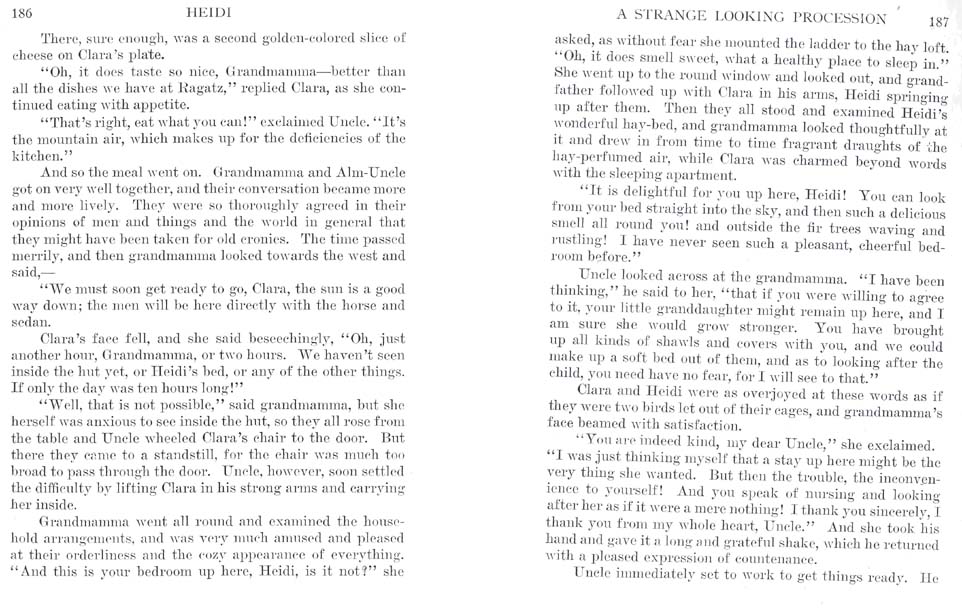 186 HEIDI
There, sure enough, was a second golden-colored slice of
cheese on Clara's plate.
"Oh, it does taste so nice, Grandmamma—better than
all the dishes we have at Ragatz," replied Clara, as she con-
tinued eating with appetite.
"That's right, eat what you can!" exclaimed Uncle. "It's
the mountain air, which makes up for the deficiencies of the
kitchen."
And so the meal went on. Grandmamma and Alm-Uncle
got on very well together, and their conversation became more
and more lively. They were so thoroughly agreed in their
opinions of men and things and the world in general that
they might have been taken for old cronies. The time passed
merrily, and then grandmamma looked towards the west and
said,—
"We must soon get ready to go, Clara, the sun is a good
way down; the men will be here directly with the horse and
sedan.
Clara's face fell, and she said beseechingly, "Oh, just
another hour, Grandmamma, or two hours. We haven't seen
inside the hut yet, or Heidi's bed, or any of the other things.
If only the day was ten hours long!"
"Well, that is not possible," said grandmamma, but she
herself was anxious to see inside the hut, so they all rose from
the table and Uncle wheeled Clara's chair to the door. But
there they came to a standstill, for the chair was much too
broad to pass through the door. Uncle, however, soon settled
the difficulty by lifting Clara in his strong arms and carrying
her inside.
Grandmamma went all round and examined the house-
hold arrangements, and was very much amused and pleased
at their orderliness and the cozy appearance of everything.
"And this is your bedroom up here, Heidi, is it not?" she
A STRANGE LOOKING PROCESSION 187
asked, as without fear she mounted the ladder to the hay loft.
"Oh, it does smell sweet, what a healthy place to sleep in."
She went up to the round window and looked out, and grand-
father followed up with Clara in his arms, Heidi springing
up after them. Then they all stood and examined Heidi's
wonderful hay-bed, and grandmamma looked thoughtfully at
it and drew in from time to time fragrant draughts of the
hay-perfumed air, while Clara was charmed beyond words
with the sleeping apartment.
"It is delightful for you up here, Heidi! You can look
from your bed straight into the sky, and then such a delicious
smell all round you! and outside the fir trees waving and
rustling! I have never seen such a pleasant, cheerful bed-
room before."
Uncle looked across at the grandmamma. "I have been
thinking," he said to her, "that if you were willing to agree
to it, your little granddaughter might remain up here, and I
am sure she would grow stronger. You have brought
up all kinds of shawls and covers with you, and we could
make up a soft bed out of them, and as to looking after the
child, you need have no fear, for I will see to that."
Clara and Heidi were as overjoyed at these words as if
they were two birds let out of their cages, and grandmamma's
face beamed with satisfaction.
"You are indeed kind, my dear Uncle," she exclaimed.
"I was just thinking myself that a stay up here might be the
very thing she wanted. But then the trouble, the inconven-
ience to yourself! And you speak of nursing and looking
after her as if it were a mere nothing! I thank you sincerely, I
thank you from my whole heart, Uncle." And she took his
hand and gave it a long and grateful shake, which he returned
with a pleased expression of countenance.
Uncle immediately set to work to get things ready. He